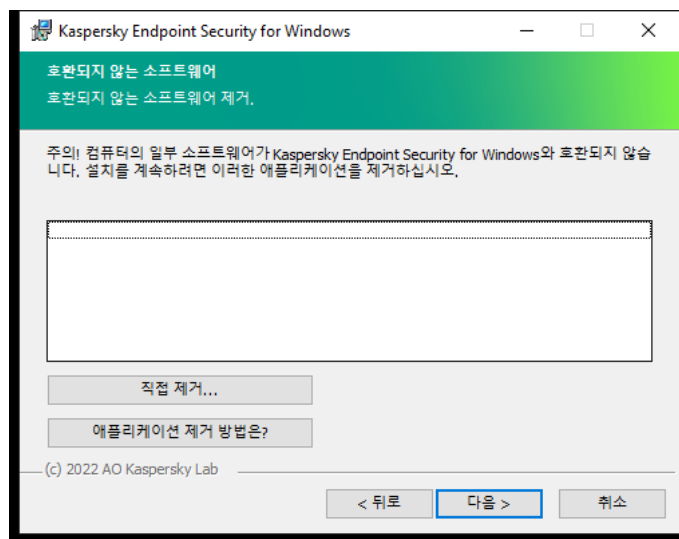 Kaspersky Endpoint Security for Windows
호환되지 않는 소프트웨어
호환되지 않는 소프트웨어 제거.
주의! 컴퓨터의 일부 소프트웨어가 Kaspersky Endpoint Security for Windows와 호환되지 않습
니다. 설치를 계속하려면 이러한 애플리케이션을 제거하십시오.
직접 제거...
애플리케이션 제거 방법은?
(c) 2022 AO Kaspersky Lab
< 뒤로
다음 >
취소